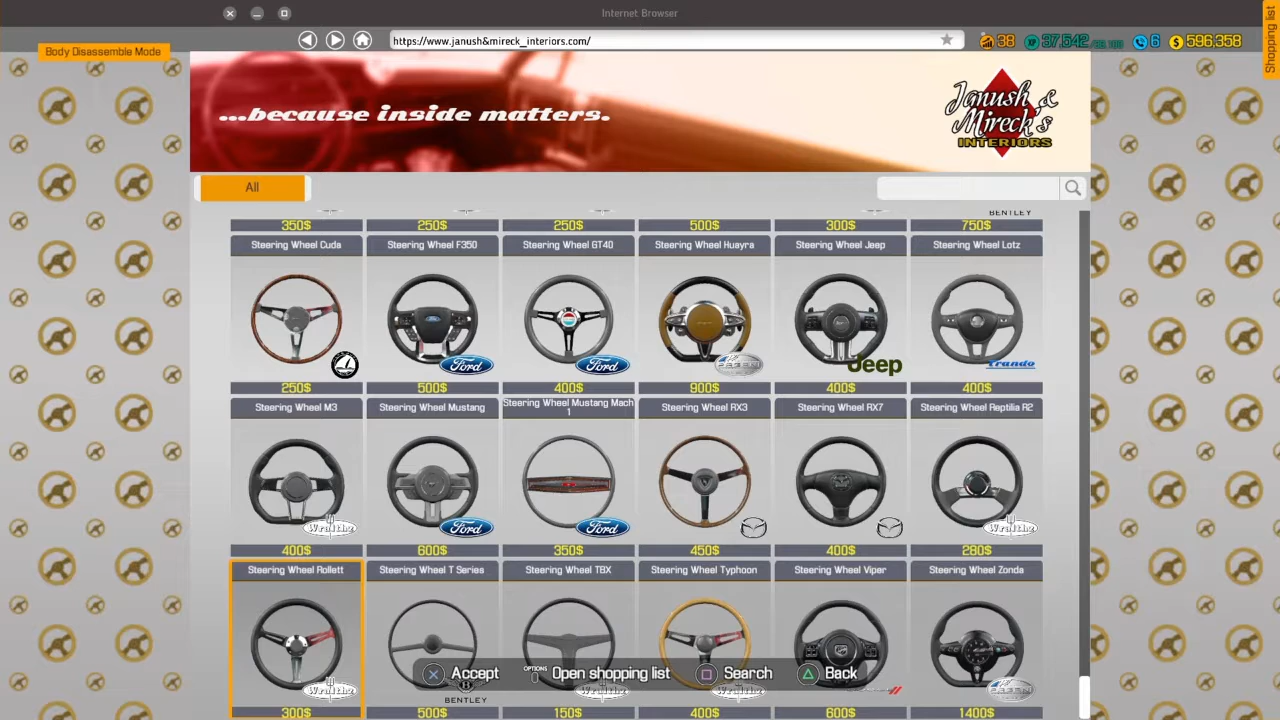 Internet Browser
Shopping list
Body Disassemble Mode
https://www.janush&mireck_interiors.com/
38
37,542
6
$ 596,358
...because inside matters.
Janush &
Mireck's
INTERIORS
All
BENTLEY
350$ 250$ 250$ 500$ 300$ 750$
Steering Wheel Cuda Steering Wheel F350 Steering Wheel GT40 Steering Wheel Huayra Steering Wheel Jeep Steering Wheel Lotz
Ford Ford Jeep
250$ 500$ 400$ 900$ 400$ 400$
Steering Wheel M3 Steering Wheel Mustang Steering Wheel Mustang Mach 1 Steering Wheel RX3 Steering Wheel RX7 Steering Wheel Reptilia R2
Ford Ford
400$ 600$ 350$ 450$ 400$ 280$
Steering Wheel Rollett Steering Wheel T Series Steering Wheel TBX Steering Wheel Typhoon Steering Wheel Viper Steering Wheel Zonda
Accept OPTIONS Open shopping list Search Back
BENTLEY
300$ 500$ 150$ 400$ 600$ 1400$